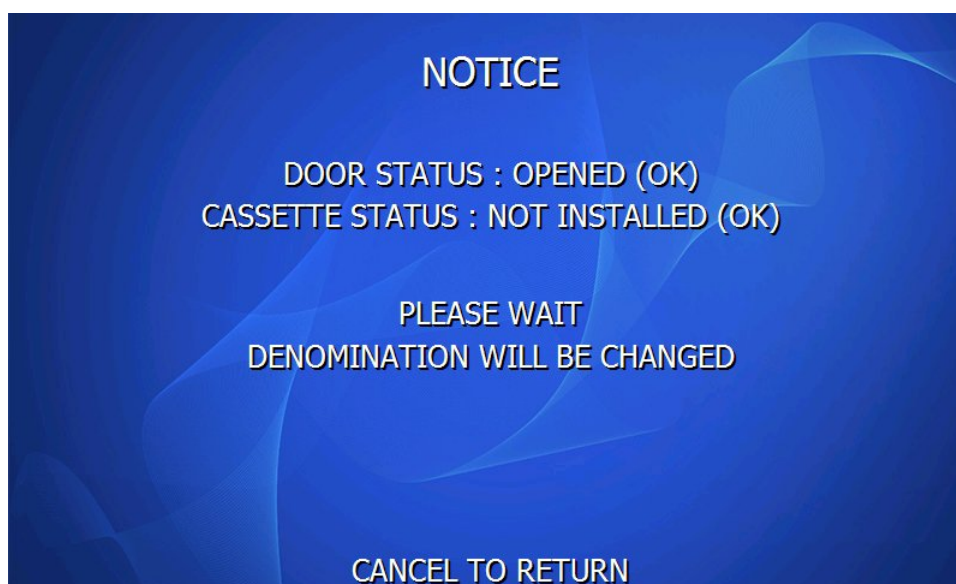 NOTICE
DOOR STATUS : OPENED (OK)
CASSETTE STATUS : NOT INSTALLED (OK)
PLEASE WAIT
DENOMINATION WILL BE CHANGED
CANCEL TO RETURN